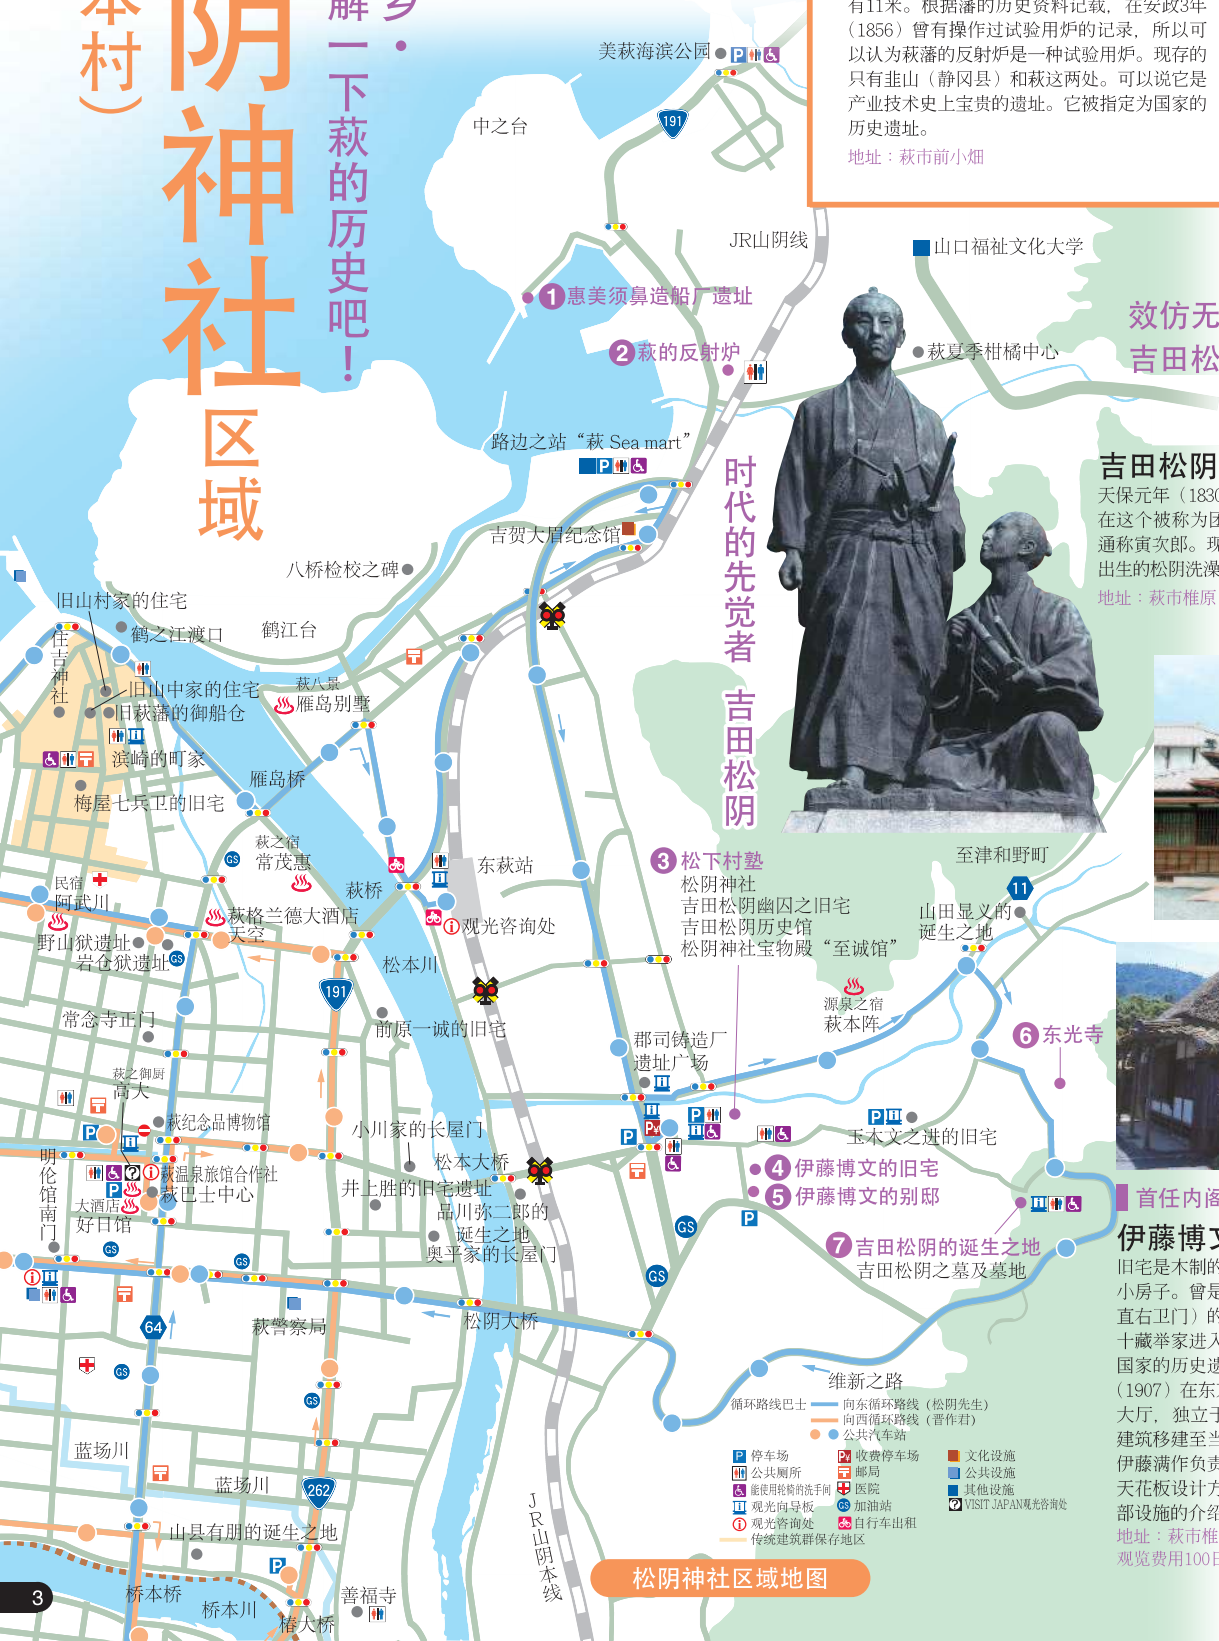 本村）
阴神社
区域
乡・
解一下萩的历史吧！
有11米。根据藩的历史资料记载，在安政3年
（1856）曾有操作过试验用炉的记录，所以可
以认为萩藩的反射炉是一种试验用炉。现存的
只有韭山（静冈县）和萩这两处。可以说它是
产业技术史上宝贵的遗址。它被指定为国家的
历史遗址。
地址：萩市前小畑
美萩海滨公园
P
191
中之台
JR山阴线
山口福祉文化大学
1 惠美须鼻造船厂遗址
2 萩的反射炉
萩夏季柑橘中心
效仿无
吉田松
路边之站“萩 Sea mart”
P
时代的先觉者 吉田松阴
吉田松阴
天保元年（1830
在这个被称为团
通称寅次郎。现
出生的松阴洗澡
地址：萩市椎原
吉贺大眉纪念馆
八桥检校之碑
旧山村家的住宅
鹤之江渡口
鹤江台
住吉神社
旧山中家的住宅
旧萩藩的御船仓
萩八景
雁岛别墅
滨崎的町家
雁岛桥
梅屋七兵卫的旧宅
萩之宿
常茂惠
GS
东萩站
萩桥
民宿
阿武川
萩格兰德大酒店
天空
观光咨询处
野山狱遗址
岩仓狱遗址
GS
松本川
191
3 松下村塾
松阴神社
吉田松阴幽囚之旧宅
吉田松阴历史馆
松阴神社宝物殿“至诚馆”
至津和野町
11
山田显义的
诞生之地
源泉之宿
萩本阵
常念寺正门
前原一诚的旧宅
郡司铸造厂
遗址广场
6 东光寺
萩之御厨
高大
萩纪念品博物馆
P
小川家的长屋门
P
P¥
P
P
玉木文之进的旧宅
明伦馆南门
萩温泉旅馆合作社
萩巴士中心
P
大酒店
好日馆
松本大桥
井上胜的旧宅遗址
品川弥二郎的
诞生之地
奥平家的长屋门
4 伊藤博文的旧宅
5 伊藤博文的别邸
P
GS
7 吉田松阴的诞生之地
吉田松阴之墓及墓地
首任内阁
伊藤博文
旧宅是木制的
小房子。曾是
直右卫门）的
十藏举家进入
国家的历史遗
（1907）在东
大厅，独立于
建筑移建至当
伊藤满作负责
天花板设计方
部设施的介绍
地址：萩市椎
观览费用100日
GS
GS
GS
64
萩警察局
松阴大桥
GS
GS
维新之路
循环路线巴士
向东循环路线（松阴先生）
向西循环路线（晋作君）
公共汽车站
P 停车场
公共厕所
能使用轮椅的洗手间
观光向导板
观光咨询处
传统建筑群保存地区
P¥ 收费停车场
邮局
医院
GS 加油站
自行车出租
文化设施
公共设施
其他设施
VISIT JAPAN观光咨询处
蓝场川
蓝场川
262
山县有朋的诞生之地
P
JR山阴本线
松阴神社区域地图
桥本桥
桥本川
善福寺
椿大桥
3